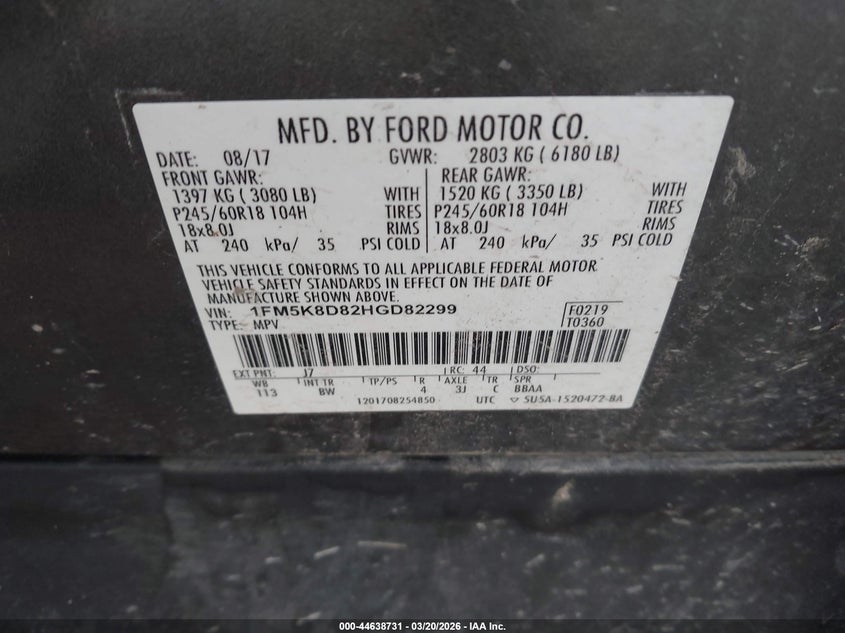 MFD. BY FORD MOTOR CO.
DATE: 08/17 GVWR: 2803 KG ( 6180 LB)
FRONT GAWR: REAR GAWR:
1397 KG ( 3080 LB) WITH 1520 KG ( 3350 LB) WITH
P245/60R18 104H TIRES P245/60R18 104H TIRES
18x8.0J RIMS 18x8.0J RIMS
AT 240 kPa/ 35 PSI COLD AT 240 kPa/ 35 PSI COLD
THIS VEHICLE CONFORMS TO ALL APPLICABLE FEDERAL MOTOR
VEHICLE SAFETY STANDARDS IN EFFECT ON THE DATE OF
MANUFACTURE SHOWN ABOVE.
VIN: 1FM5K8D82HGD82299 F0219
TYPE: MPV T0360
EXT PNT: J7 RC: 44 DSO:
WB INT TR TP/PS R AXLE TR SPR
113 BW 4 3J C BBAA
1201708254850 UTC 5U5A-1520472-BA
000-44638731 — 03/20/2026 — IAA Inc.